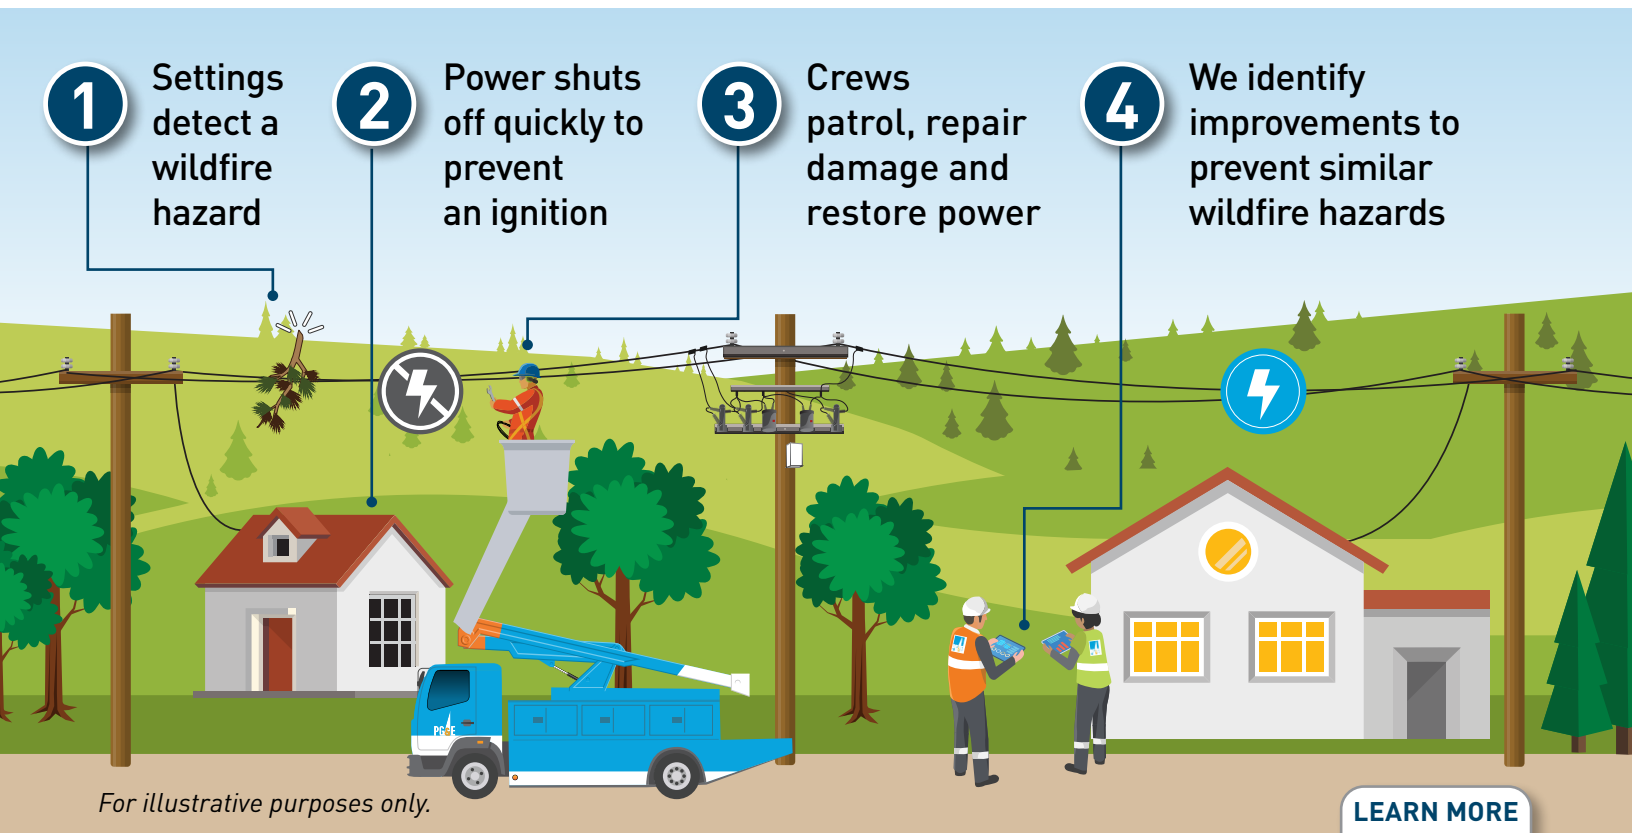 1
Settings
detect a
wildfire
hazard
2
Power shuts
off quickly to
prevent
an ignition
3
Crews
patrol, repair
damage and
restore power
4
We identify
improvements to
prevent similar
wildfire hazards
PG&E
For illustrative purposes only.
LEARN MORE